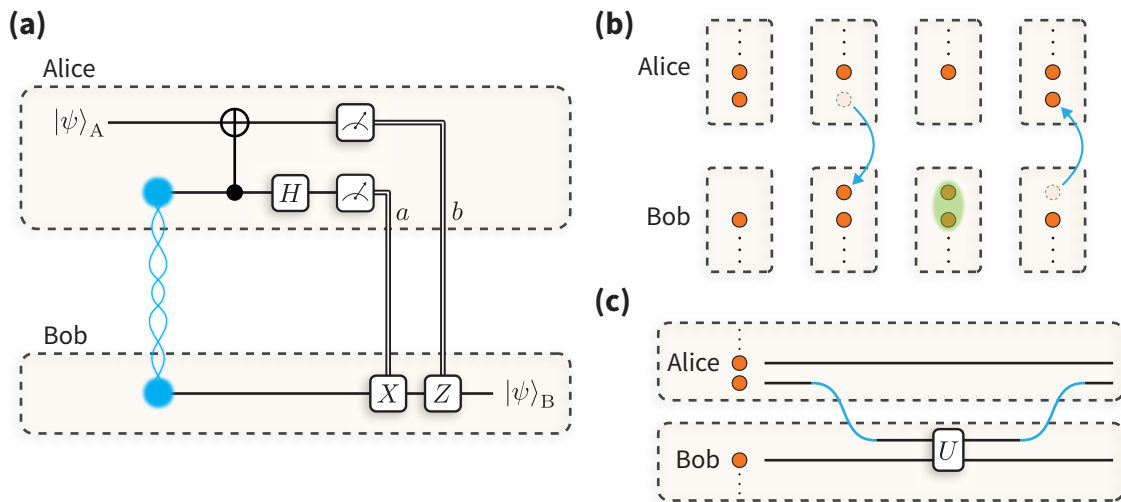 (a)
Alice
|ψ⟩A
H
a
b
Bob
X
Z
|ψ⟩B
(b)
Alice
Bob
(c)
Alice
Bob
U